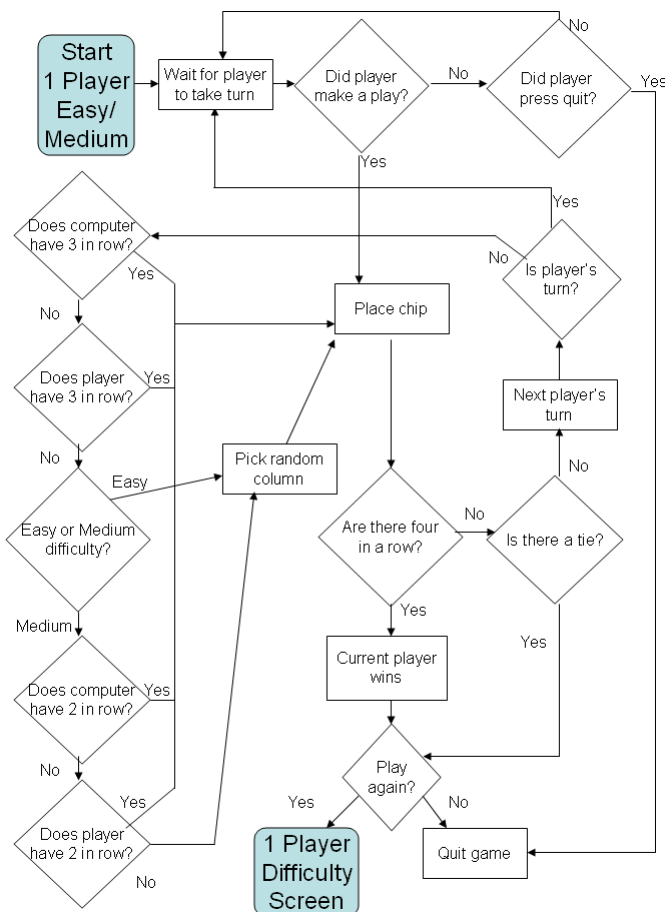 Start
1 Player
Easy/
Medium
Wait for player
to take turn
Did player
make a play?
No
Did player
press quit?
No
Yes
Yes
Yes
Is player's
turn?
No
Does computer
have 3 in row?
Yes
No
Place chip
Does player
have 3 in row?
Yes
No
Next player's
turn
No
Pick random
column
Easy
Easy or Medium
difficulty?
Medium
Are there four
in a row?
No
Is there a tie?
Yes
Yes
Current player
wins
Does computer
have 2 in row?
Yes
No
Does player
have 2 in row?
Yes
No
Play
again?
Yes
No
1 Player
Difficulty
Screen
Quit game